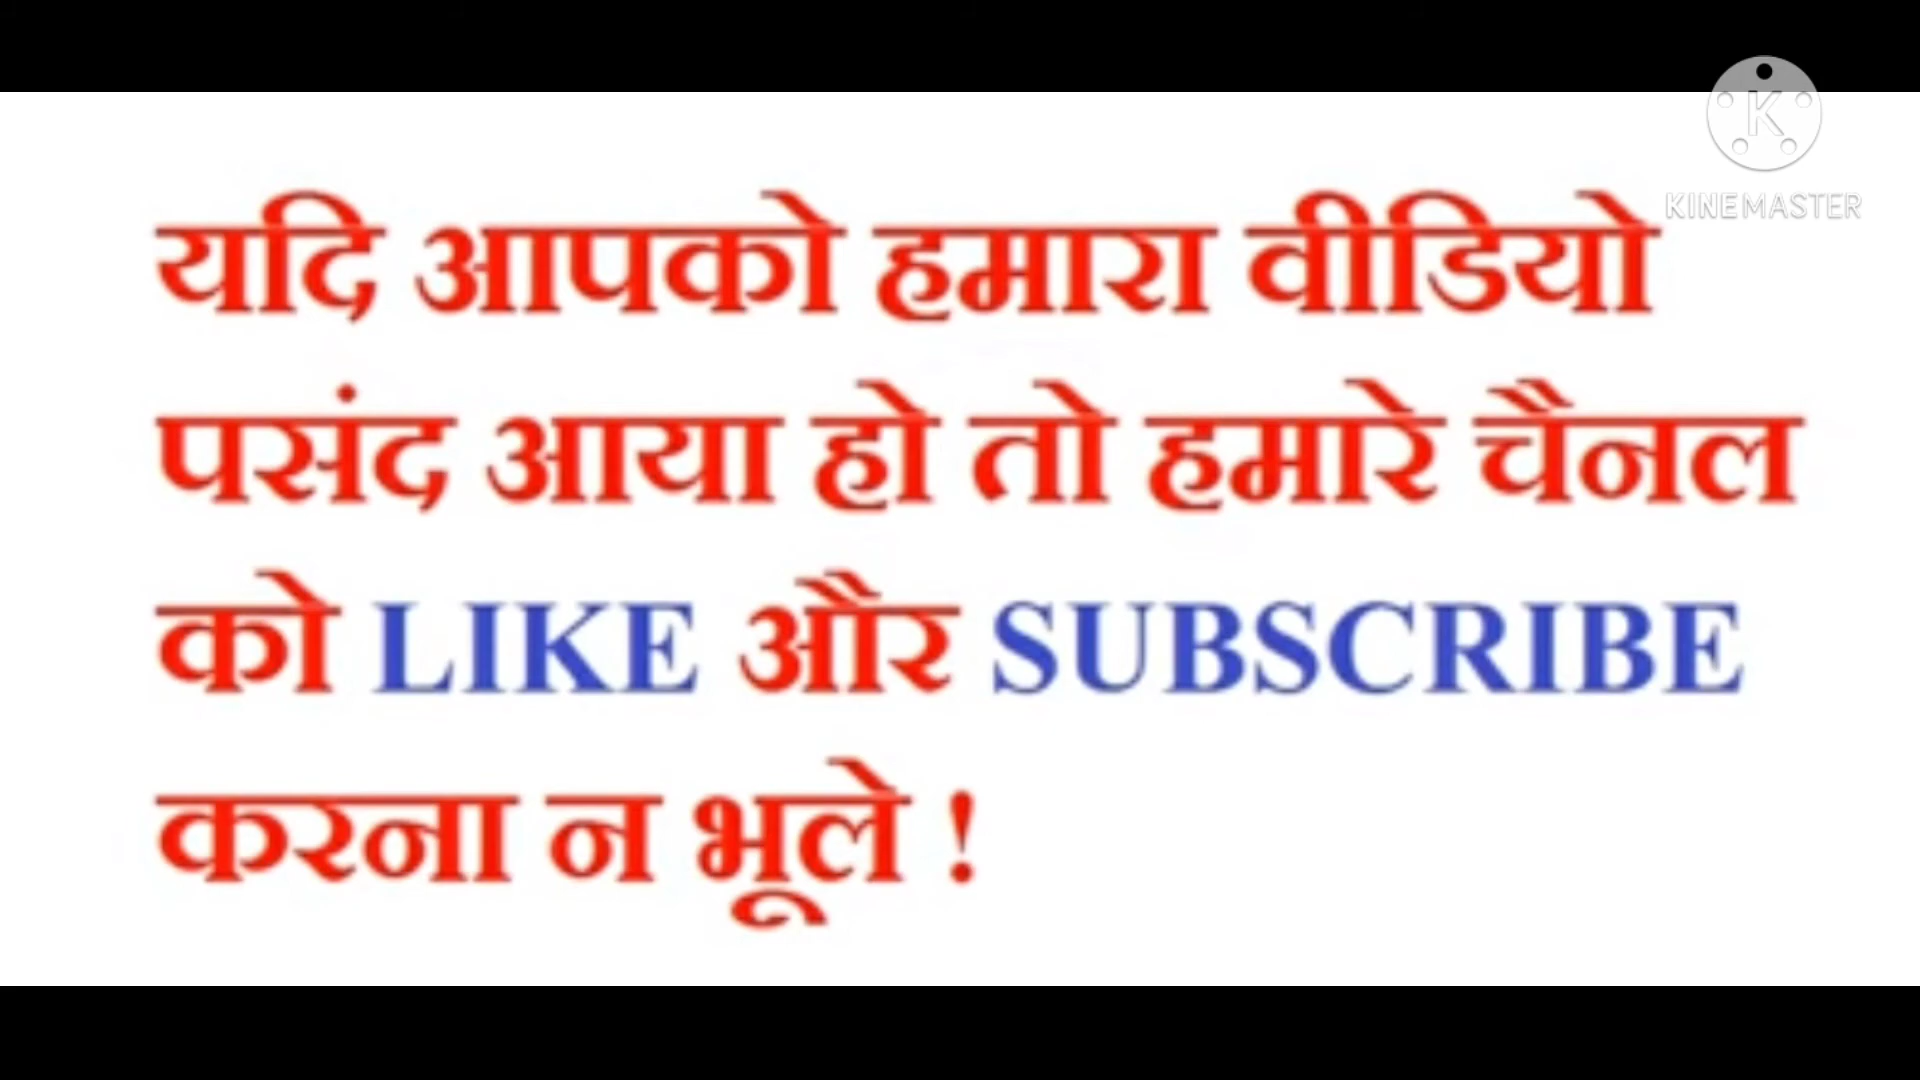 KINEMASTER
यदि आपको हमारा वीडियो
पसंद आया हो तो हमारे चैनल
को LIKE और SUBSCRIBE
करना न भूले !